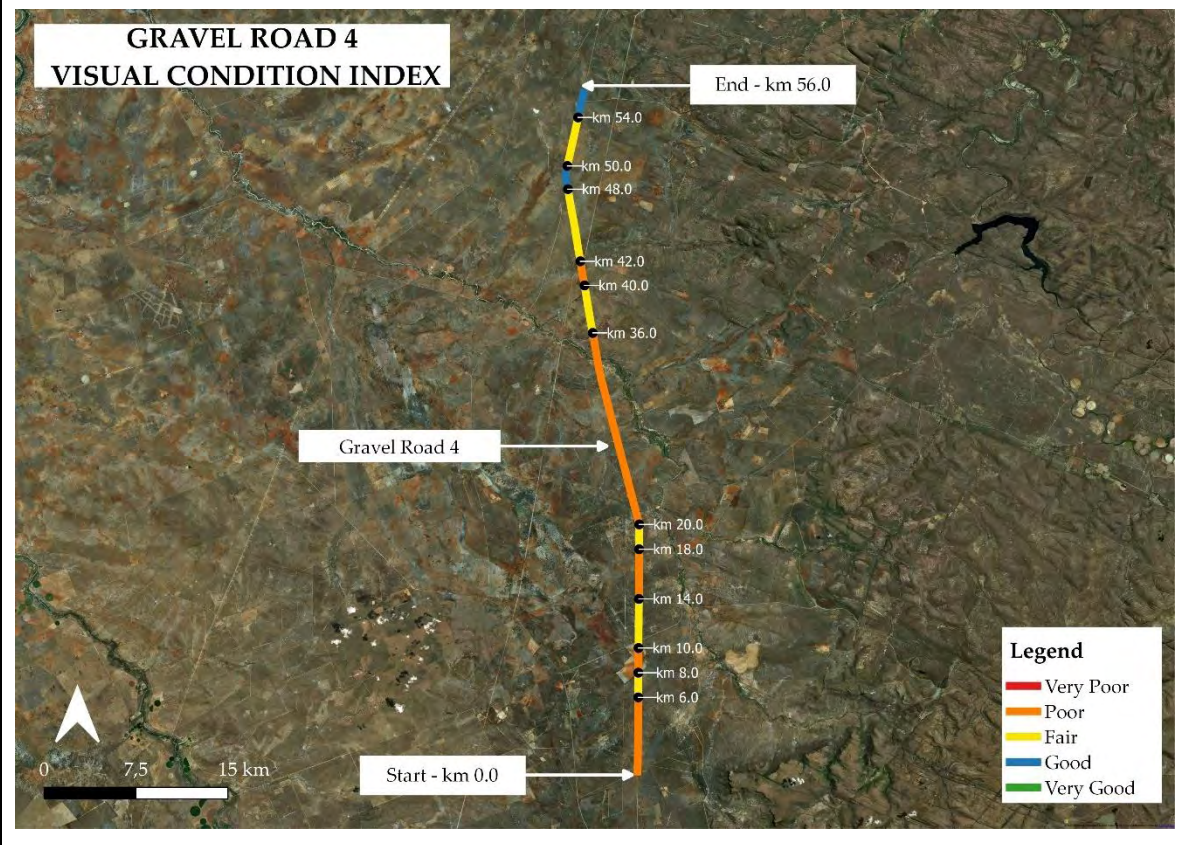 GRAVEL ROAD 4
VISUAL CONDITION INDEX
End - km 56.0
km 54.0
km 50.0
km 48.0
km 42.0
km 40.0
km 36.0
Gravel Road 4
km 20.0
km 18.0
km 14.0
km 10.0
km 8.0
km 6.0
Start - km 0.0
Legend
Very Poor
Poor
Fair
Good
Very Good
0 7,5 15 km